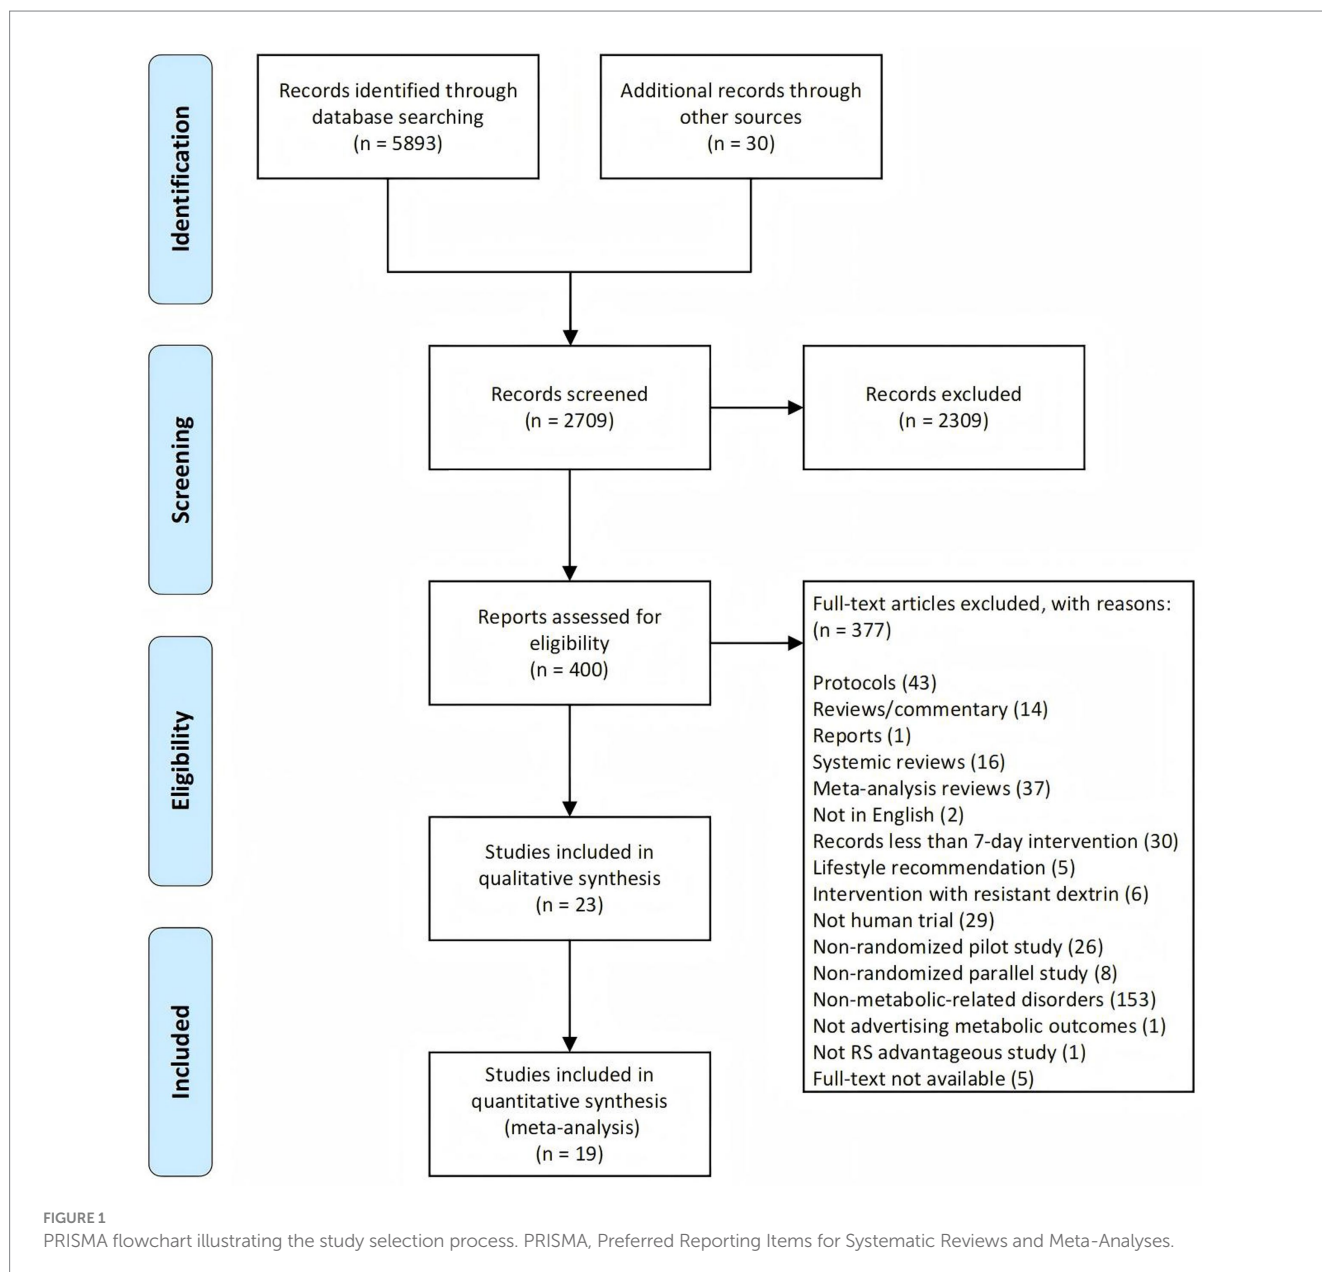 Identification
Records identified through
database searching
(n = 5893)
Additional records through
other sources
(n = 30)
Screening
Records screened
(n = 2709)
Records excluded
(n = 2309)
Eligibility
Reports assessed for
eligibility
(n = 400)
Full-text articles excluded, with reasons:
(n = 377)
Protocols (43)
Reviews/commentary (14)
Reports (1)
Systemic reviews (16)
Meta-analysis reviews (37)
Not in English (2)
Records less than 7-day intervention (30)
Lifestyle recommendation (5)
Intervention with resistant dextrin (6)
Not human trial (29)
Non-randomized pilot study (26)
Non-randomized parallel study (8)
Non-metabolic-related disorders (153)
Not advertising metabolic outcomes (1)
Not RS advantageous study (1)
Full-text not available (5)
Studies included in
qualitative synthesis
(n = 23)
Included
Studies included in
quantitative synthesis
(meta-analysis)
(n = 19)
FIGURE 1
PRISMA flowchart illustrating the study selection process. PRISMA, Preferred Reporting Items for Systematic Reviews and Meta-Analyses.